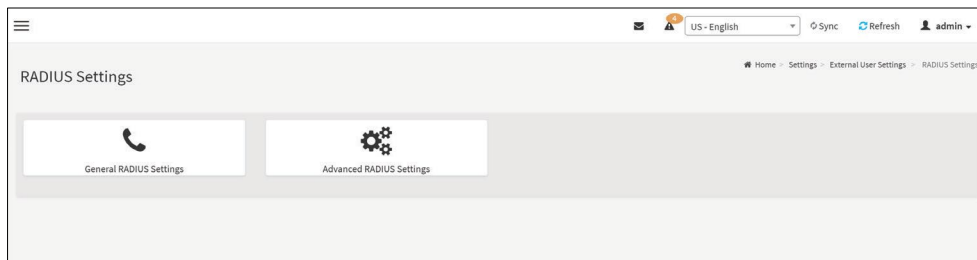 4
US - English
Sync
Refresh
admin
RADIUS Settings
Home > Settings > External User Settings > RADIUS Settings
General RADIUS Settings
Advanced RADIUS Settings